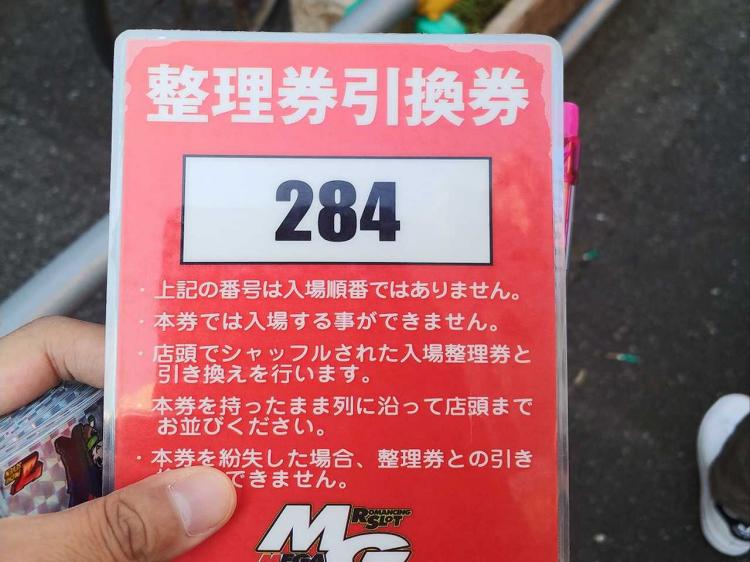 整理券引換券
284
・上記の番号は入場順番ではありません。
・本券では入場する事ができません。
・店頭でシャッフルされた入場整理券と
引き換えを行います。
本券を持ったまま列に沿って店頭まで
お並びください。
・本券を紛失した場合、整理券との引き
できません。
ROMANCING
SLOT
MG
MEGA